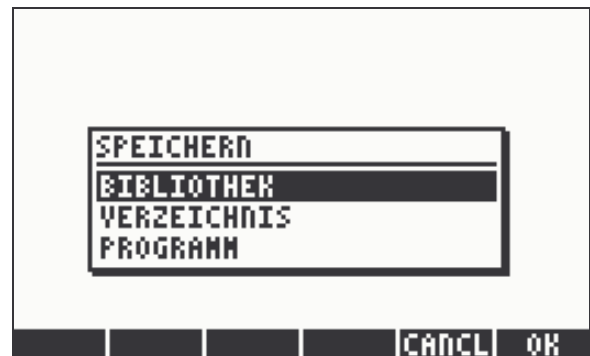 SPEICHERN
BIBLIOTHEK
VERZEICHNIS
PROGRAMM
CANCL OK